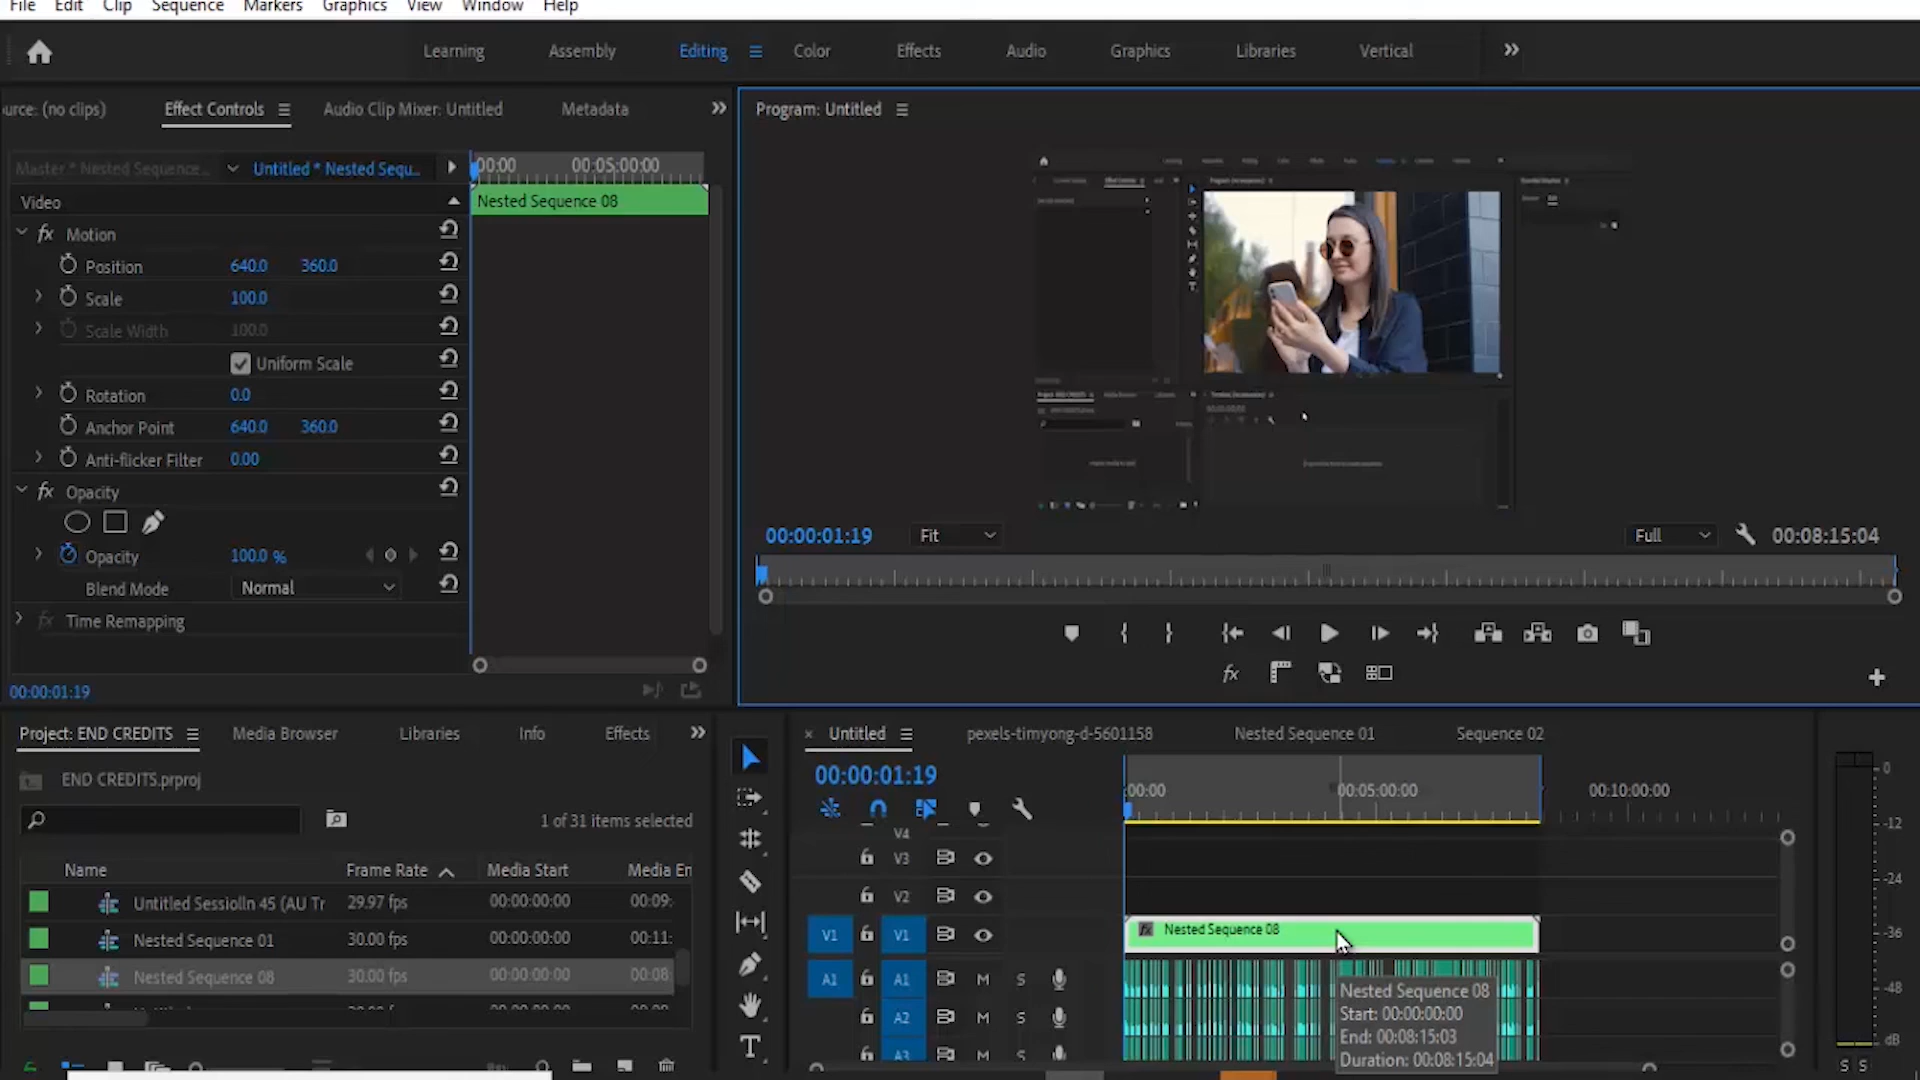 File Edit Clip Sequence Markers Graphics View Window Help
Learning Assembly Editing Color Effects Audio Graphics Libraries Vertical
urce: (no clips) Effect Controls Audio Clip Mixer: Untitled Metadata
Program: Untitled
Master * Nested Sequence... Untitled * Nested Sequ...
:00:00 00:05:00:00
Video
Nested Sequence 08
fx Motion
Position 640.0 360.0
Scale 100.0
Scale Width 100.0
Uniform Scale
Rotation 0.0
Anchor Point 640.0 360.0
Anti-flicker Filter 0.00
fx Opacity
Opacity 100.0 %
Blend Mode Normal
fx Time Remapping
00:00:01:19
00:00:01:19 Fit Full 00:08:15:04
fx
Project: END CREDITS Media Browser Libraries Info Effects
END CREDITS.prproj
1 of 31 items selected
Name Frame Rate Media Start Media En
Untitled Sessiolln 45 (AU Tr 29.97 fps 00:00:00:00 00:09:
Nested Sequence 01 30.00 fps 00:00:00:00 00:11:
Nested Sequence 08 30.00 fps 00:00:00:00 00:08:
T
Untitled pexels-timyong-d-5601158 Nested Sequence 01 Sequence 02
00:00:01:19
:00:00 00:05:00:00 00:10:00:00
V4
V3
V2
V1 V1 fx Nested Sequence 08
A1 A1 M S
A2 M S
A3 M S
Nested Sequence 08
Start: 00:00:00:00
End: 00:08:15:03
Duration: 00:08:15:04
0
-12
-24
-36
-48
dB
S S